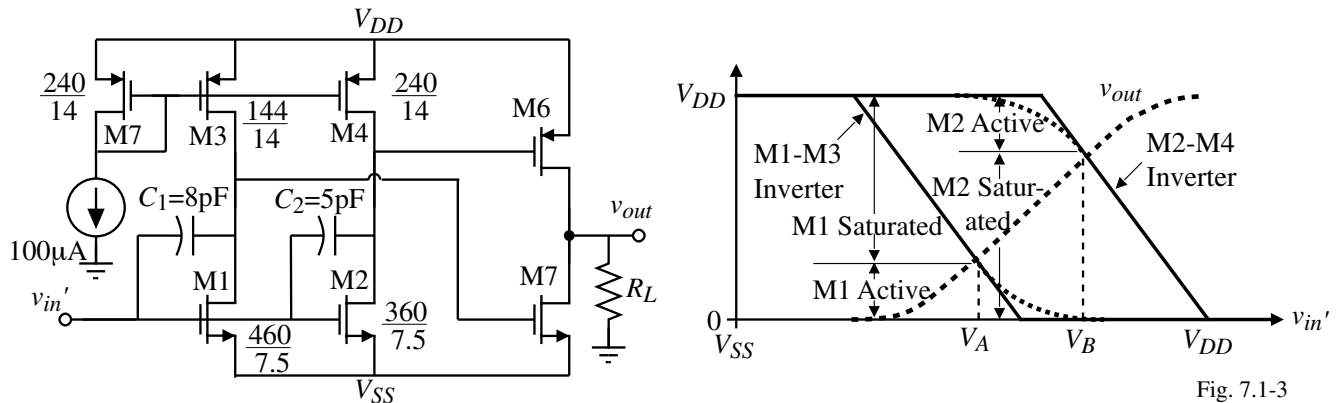 V_DD
240
14
M7
M3
144
14
M4
240
14
M6
C_1=8pF
C_2=5pF
100μA
v_out
M1
M2
M7
R_L
v_in'
460
7.5
360
7.5
V_SS
V_DD
v_out
M2 Active
M1-M3
Inverter
M2-M4
Inverter
M2 Satur-
ated
M1 Saturated
M1 Active
0
V_SS
V_A
V_B
V_DD
v_in'
Fig. 7.1-3